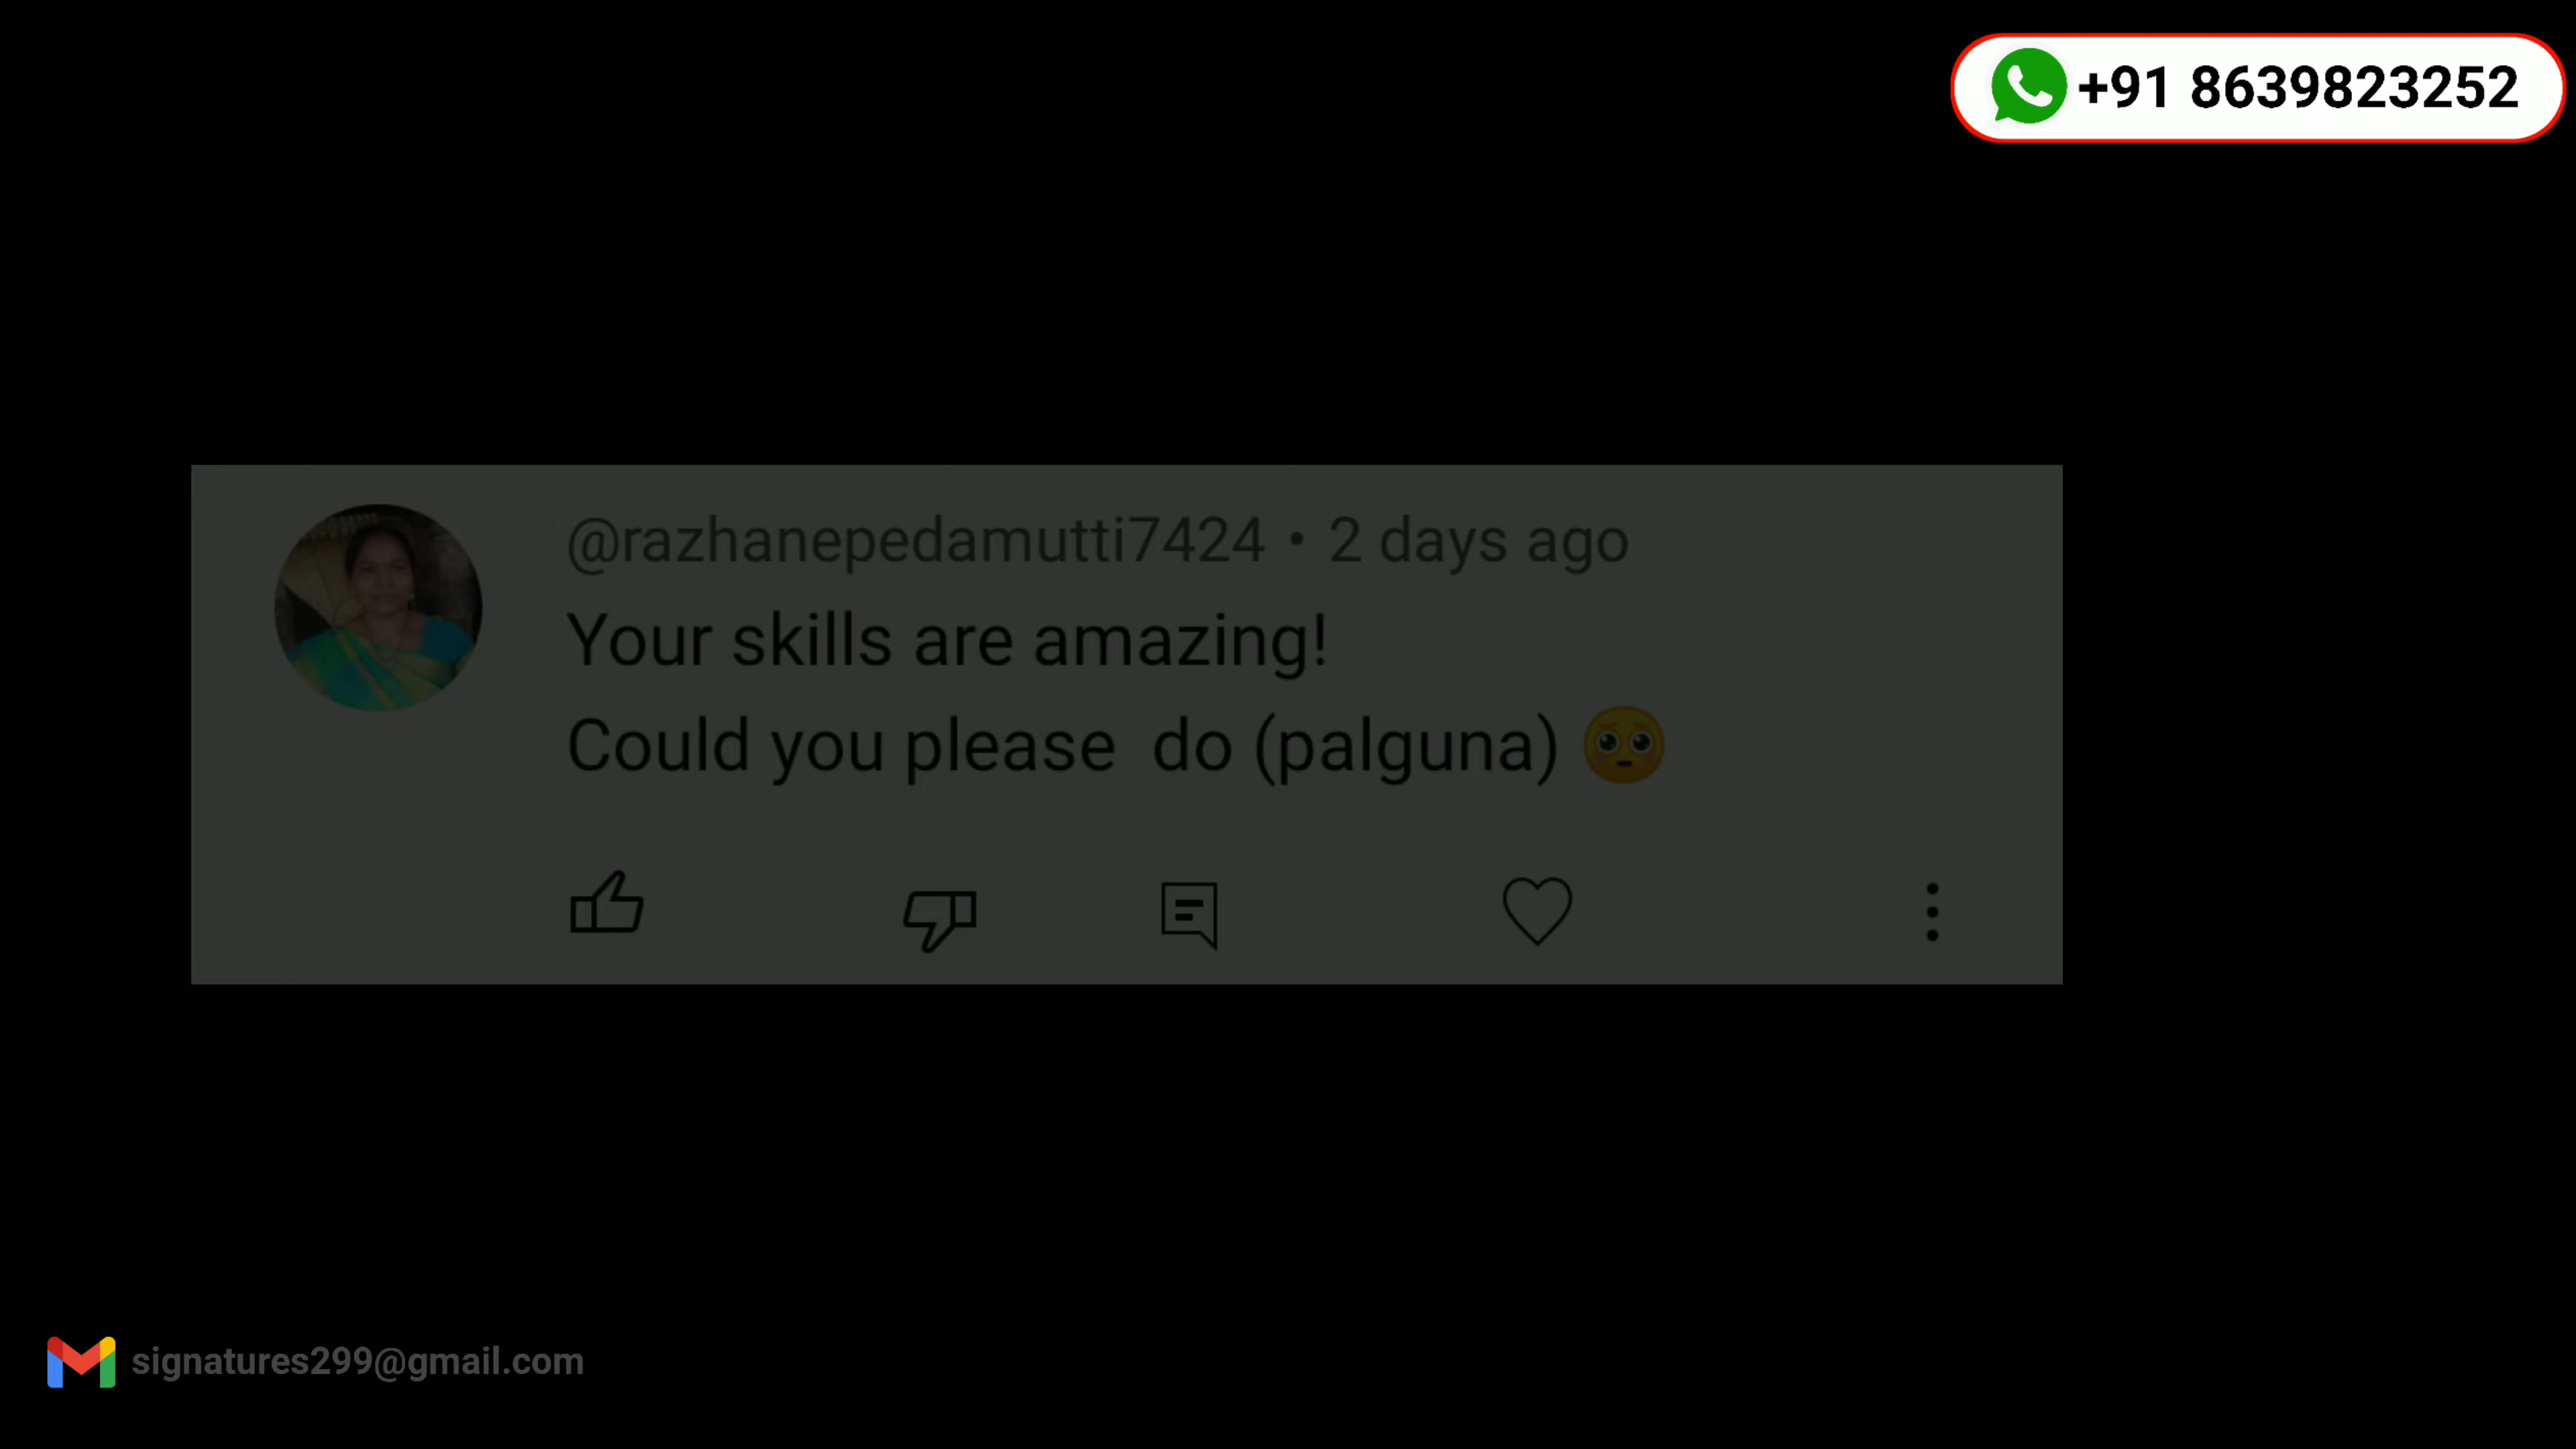 +91 8639823252
@razhanepedamutti7424 • 2 days ago
Your skills are amazing!
Could you please do (palguna) 🥺
signatures299@gmail.com